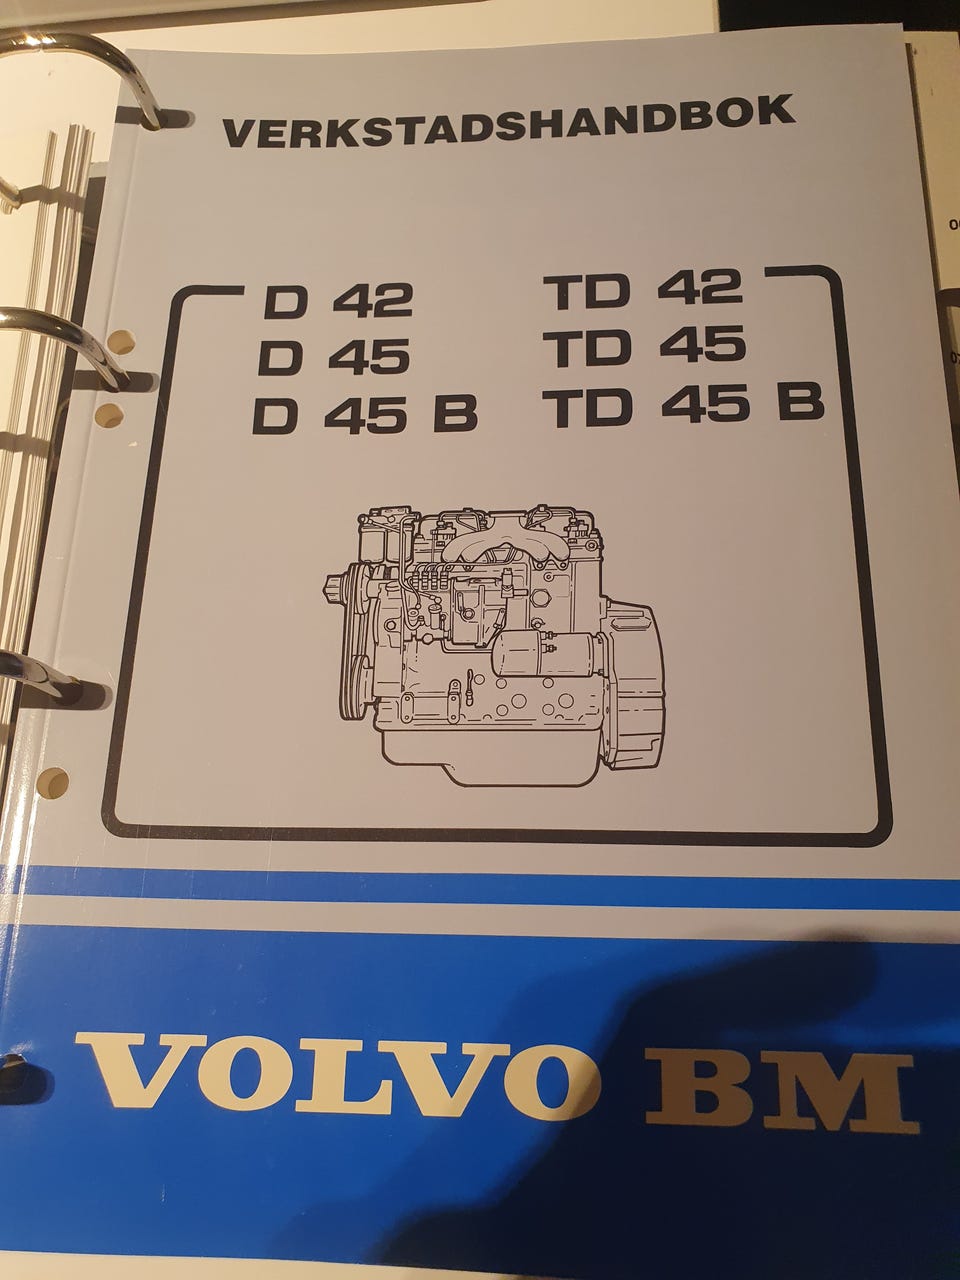 VERKSTADSHANDBOK
D 42 TD 42
D 45 TD 45
D 45 B TD 45 B
VOLVO BM